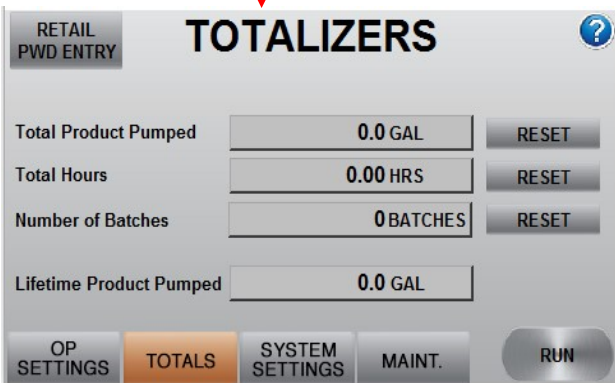 RETAIL
PWD ENTRY
TOTALIZERS
?
Total Product Pumped 0.0 GAL RESET
Total Hours 0.00 HRS RESET
Number of Batches 0 BATCHES RESET
Lifetime Product Pumped 0.0 GAL
OP
SETTINGS
TOTALS
SYSTEM
SETTINGS
MAINT.
RUN